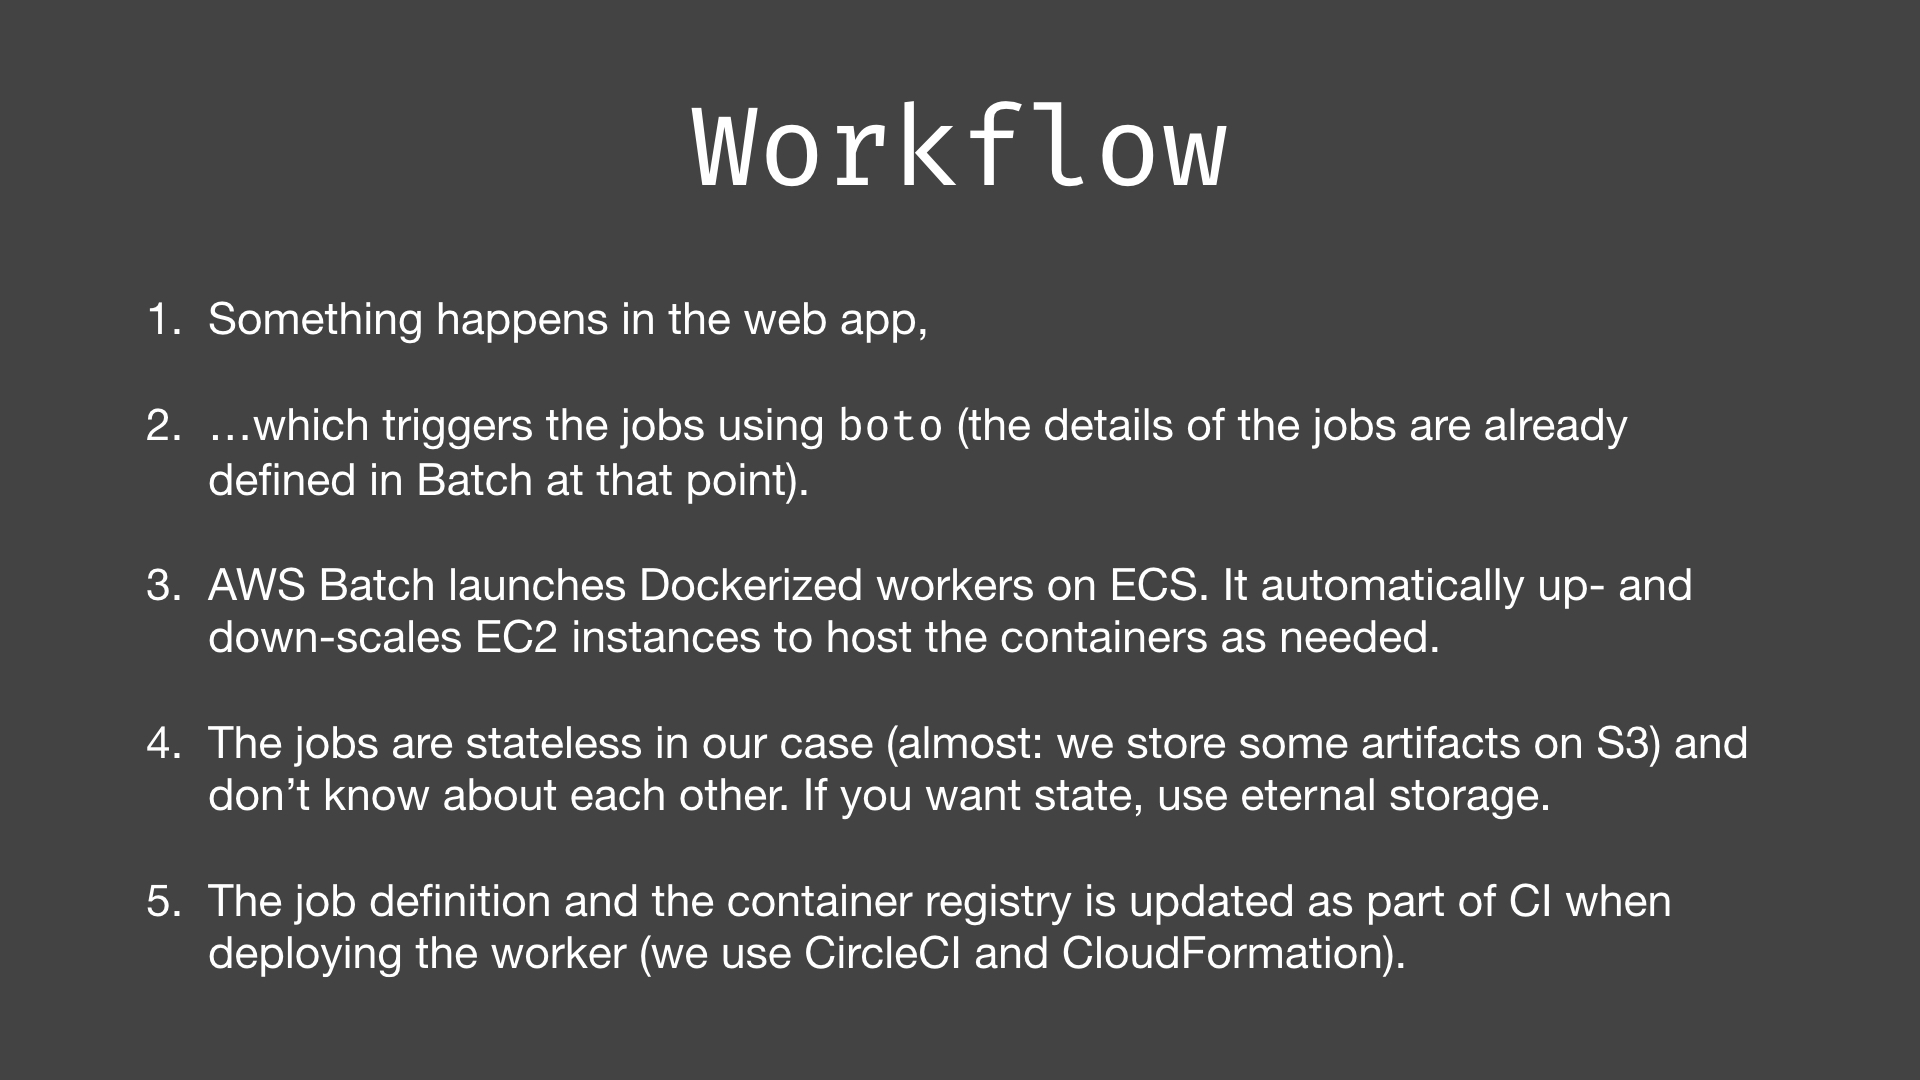 Workflow
1. Something happens in the web app,
2. …which triggers the jobs using boto (the details of the jobs are already
defined in Batch at that point).
3. AWS Batch launches Dockerized workers on ECS. It automatically up- and
down-scales EC2 instances to host the containers as needed.
4. The jobs are stateless in our case (almost: we store some artifacts on S3) and
don’t know about each other. If you want state, use eternal storage.
5. The job definition and the container registry is updated as part of CI when
deploying the worker (we use CircleCI and CloudFormation).